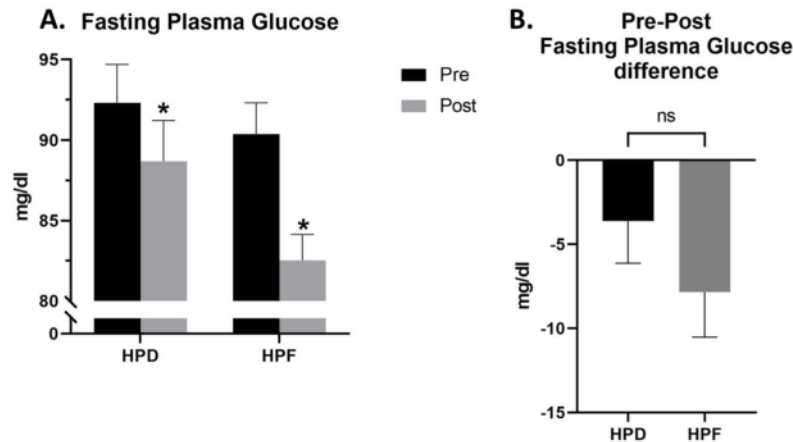 A. Fasting Plasma Glucose
95
90
85
80
0
mg/dl
*
*
HPD
HPF
Pre
Post
B. Pre-Post
Fasting Plasma Glucose
difference
ns
0
-5
-10
-15
mg/dl
HPD
HPF